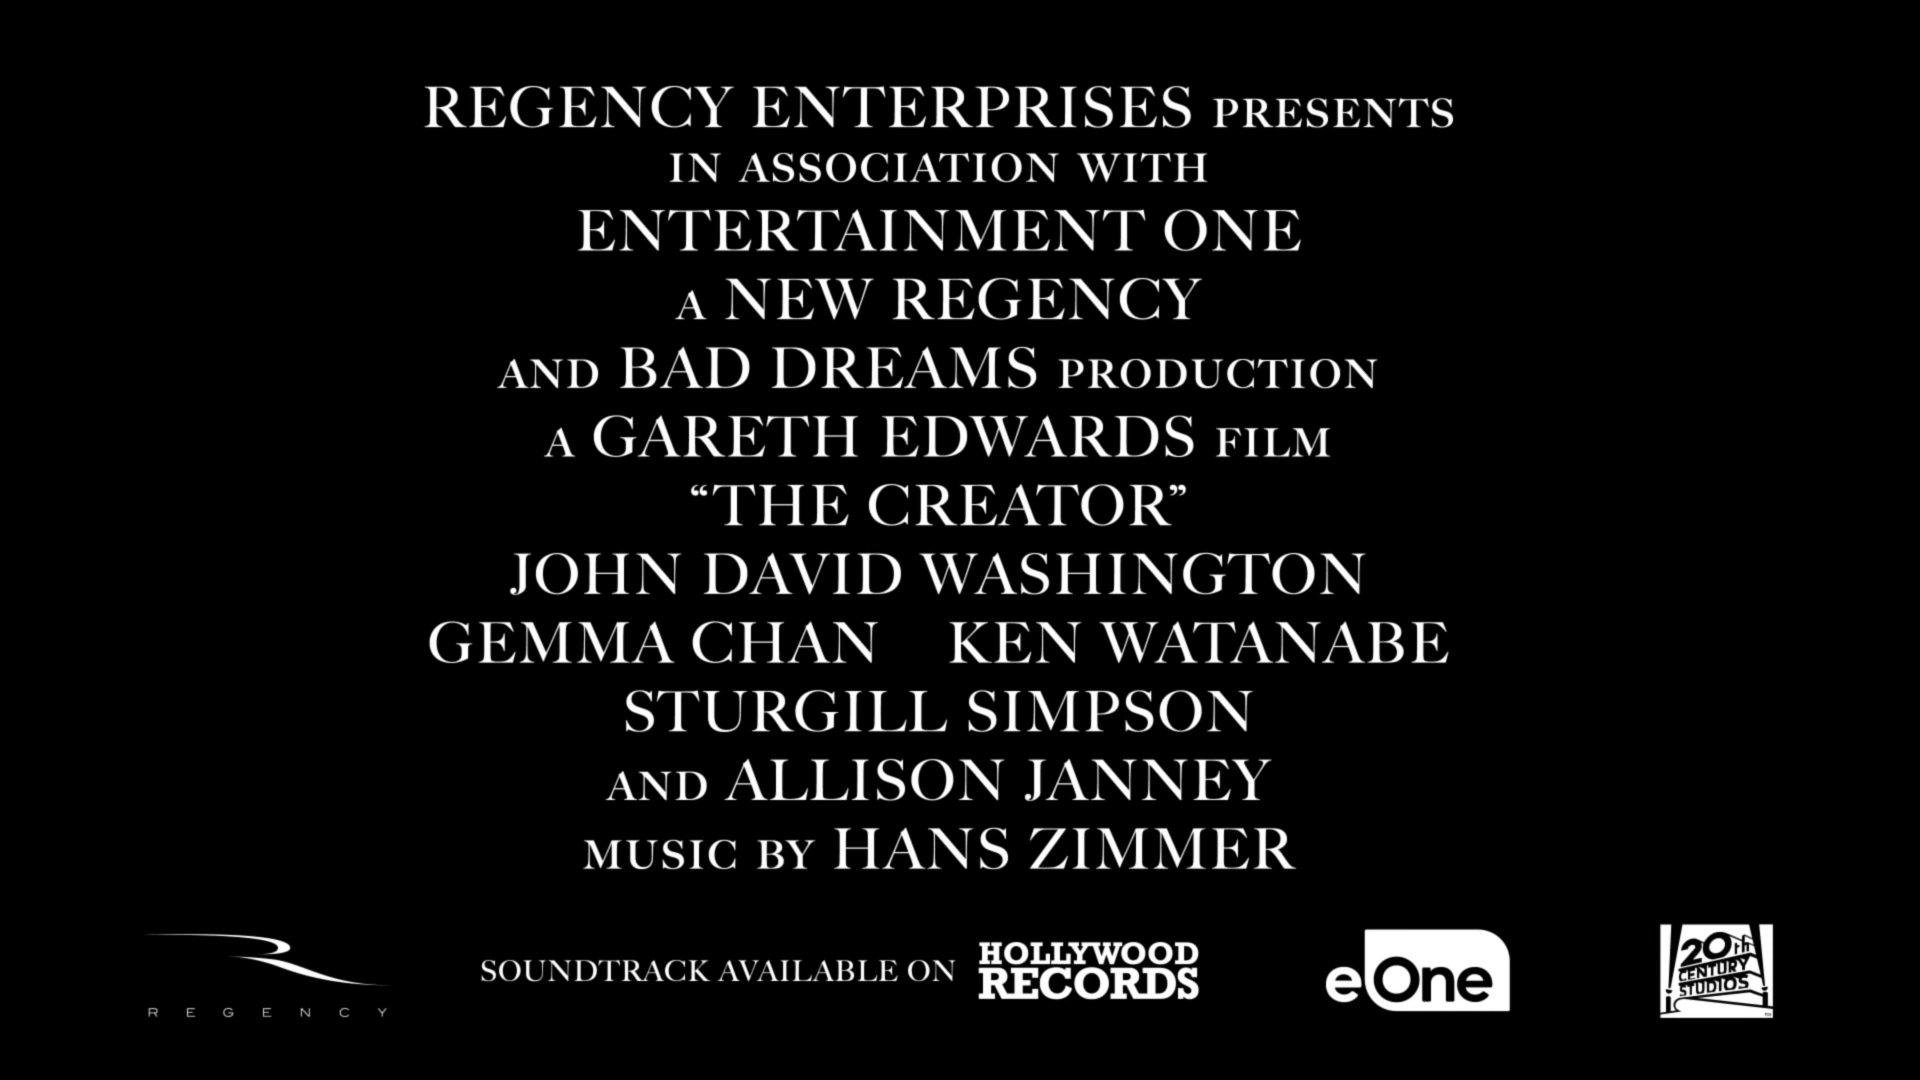 REGENCY ENTERPRISES PRESENTS
IN ASSOCIATION WITH
ENTERTAINMENT ONE
A NEW REGENCY
AND BAD DREAMS PRODUCTION
A GARETH EDWARDS FILM
“THE CREATOR”
JOHN DAVID WASHINGTON
GEMMA CHAN KEN WATANABE
STURGILL SIMPSON
AND ALLISON JANNEY
MUSIC BY HANS ZIMMER
REGENCY
SOUNDTRACK AVAILABLE ON
HOLLYWOOD
RECORDS
eOne
20th
CENTURY
STUDIOS